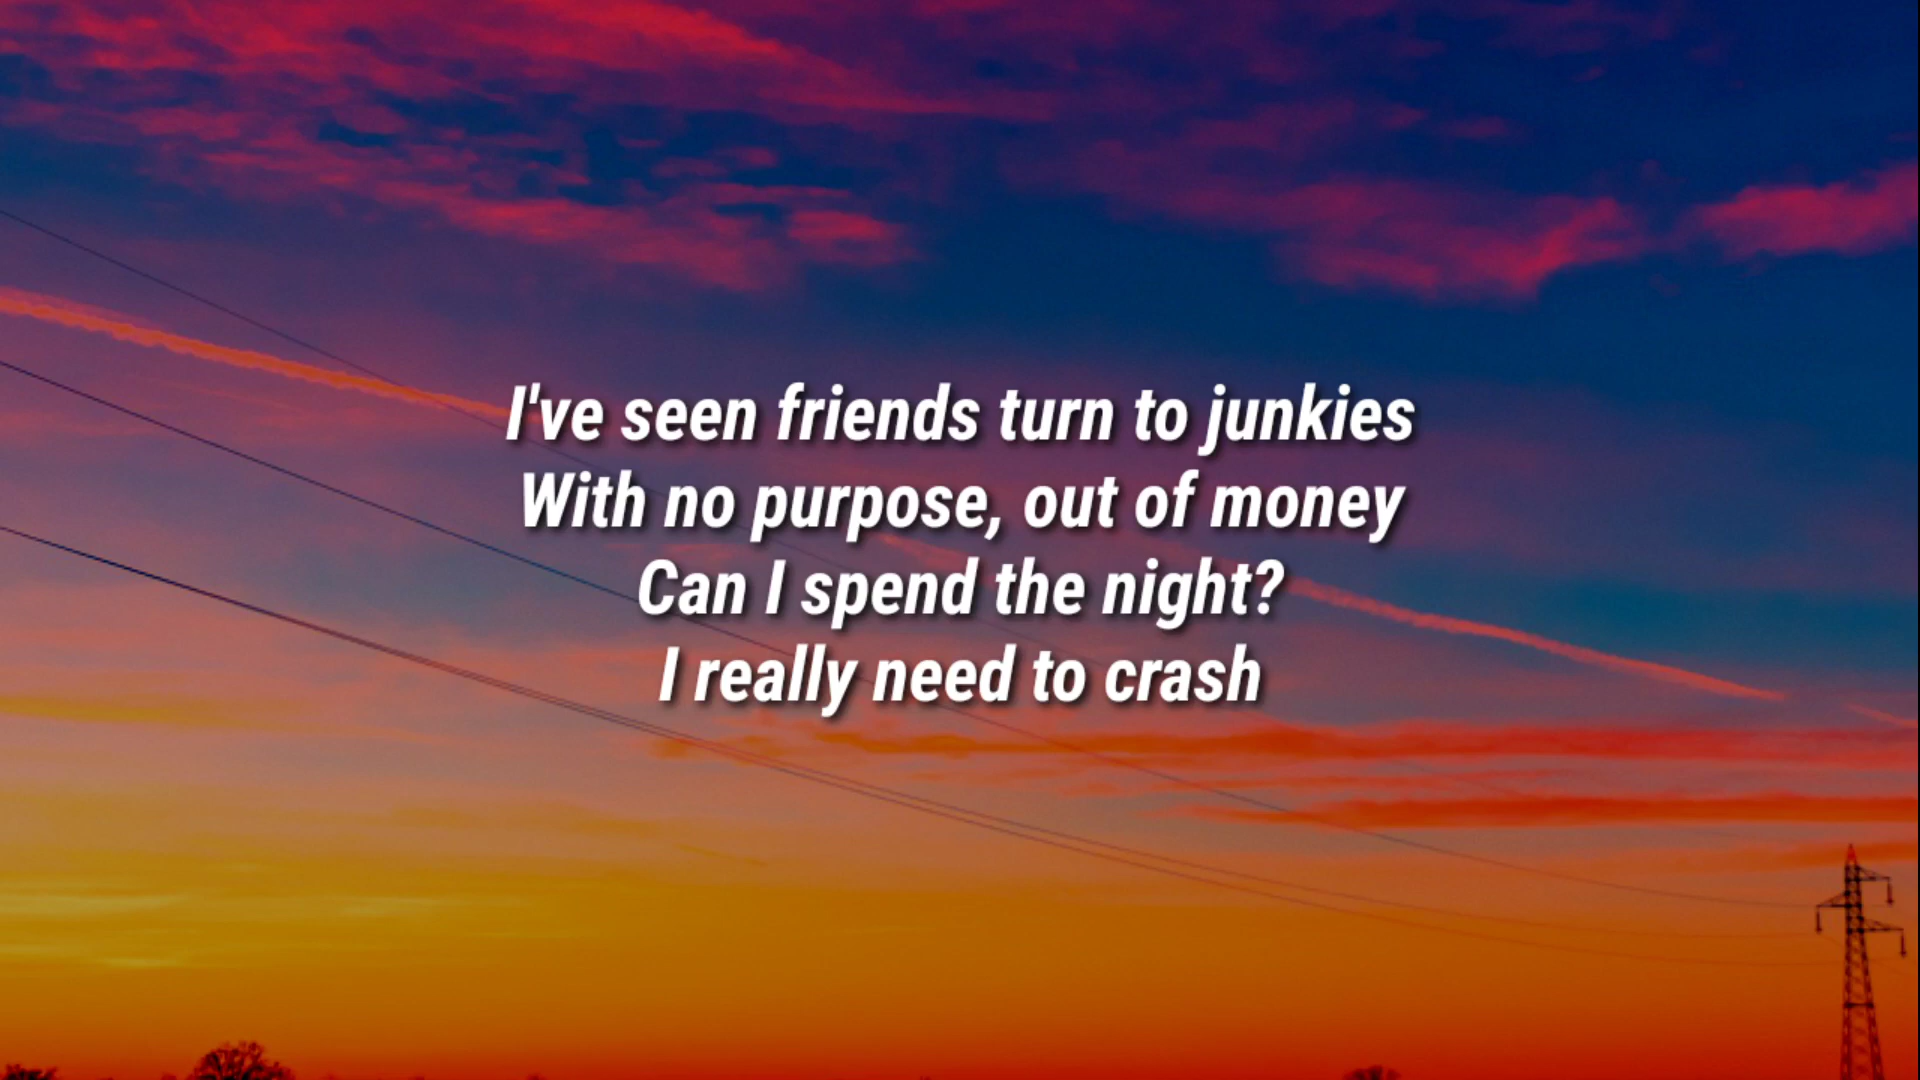 I've seen friends turn to junkies
With no purpose, out of money
Can I spend the night?
I really need to crash